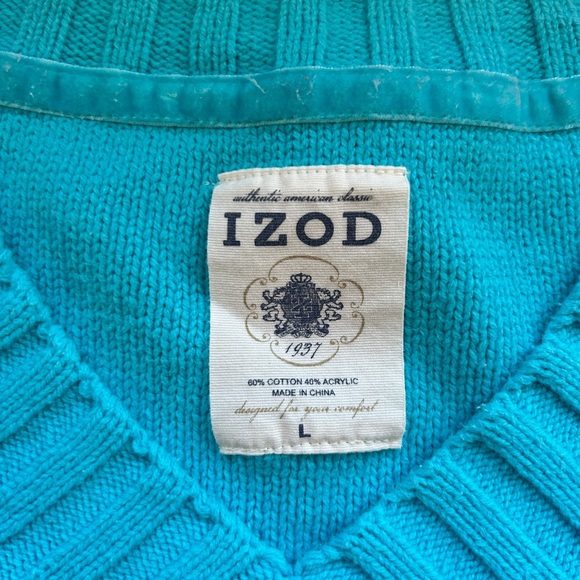 authentic american classic
IZOD
1937
60% COTTON 40% ACRYLIC
MADE IN CHINA
designed for your comfort
L